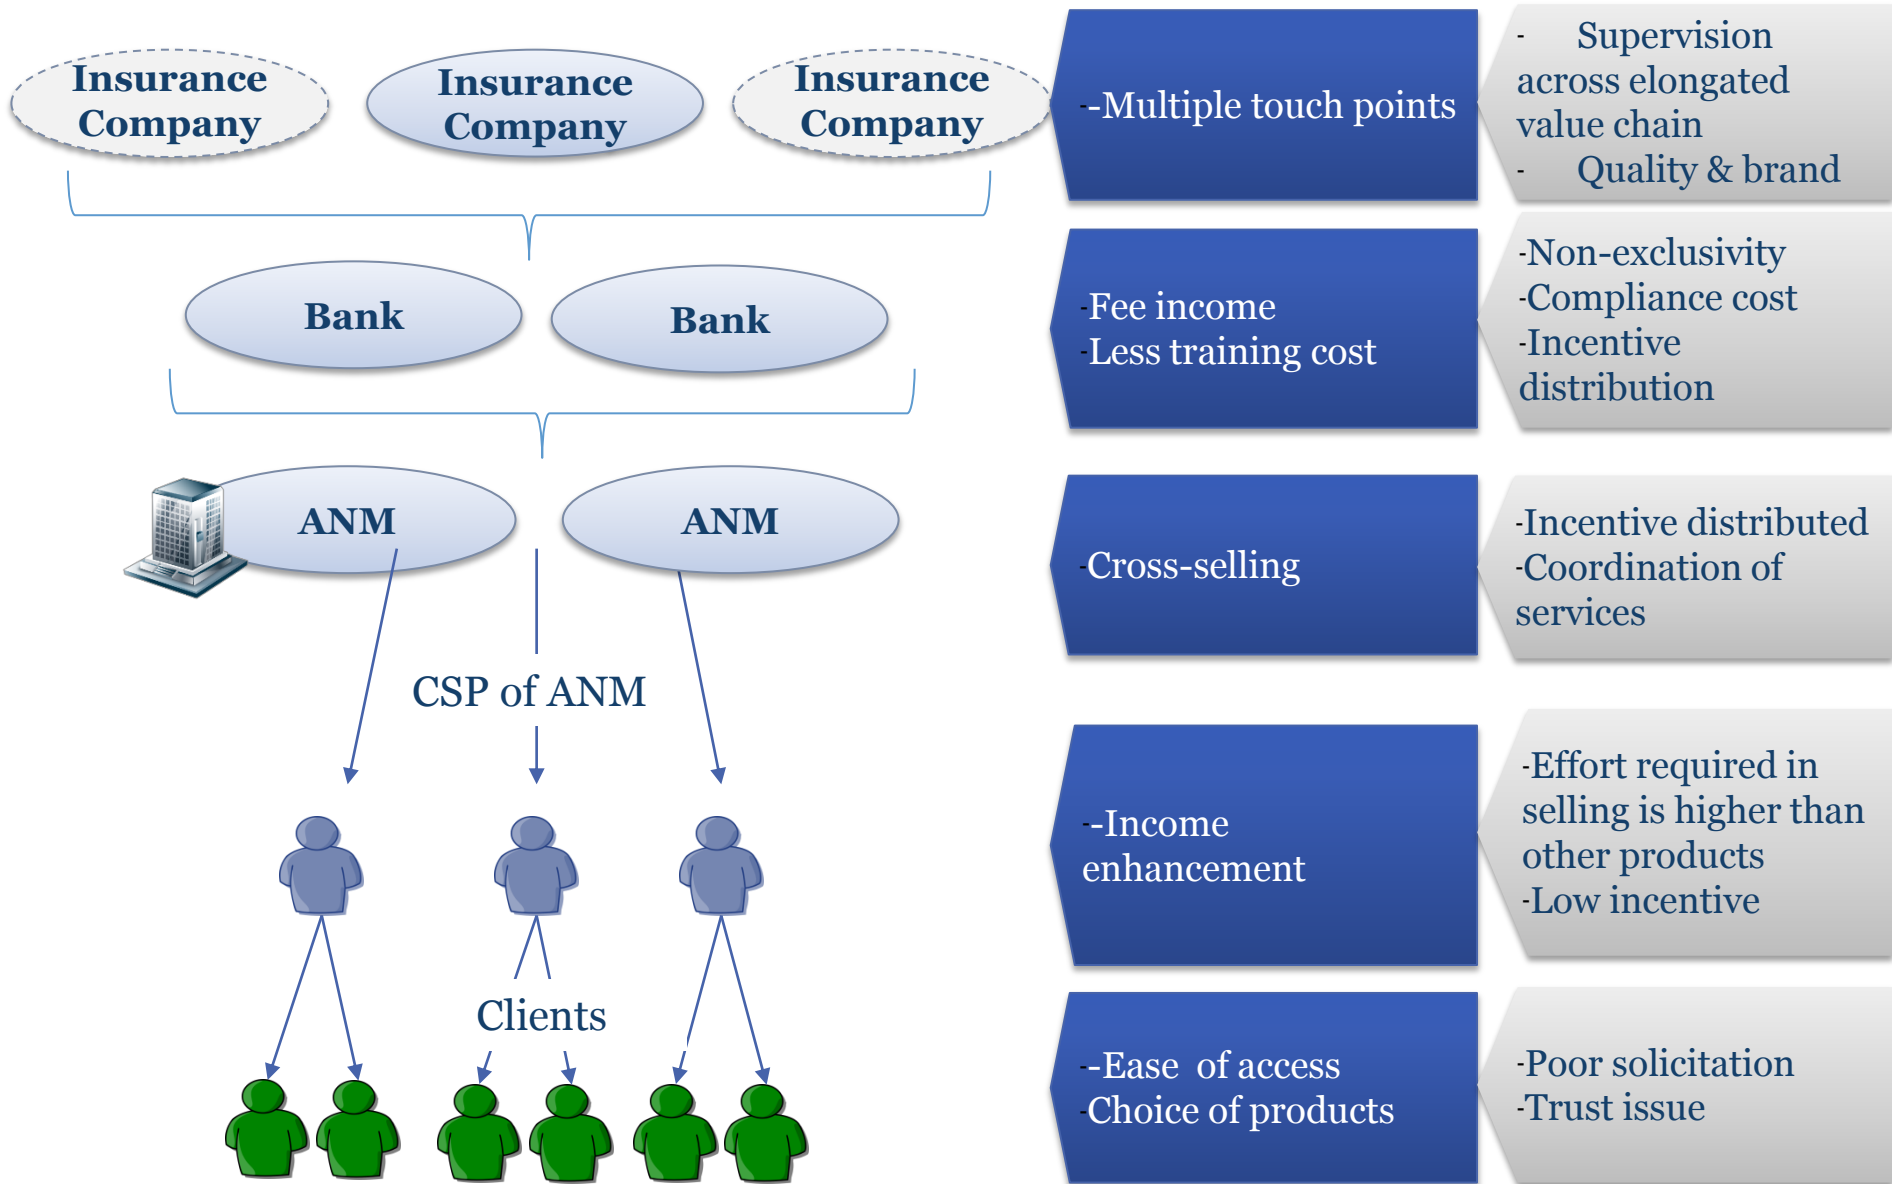 Insurance
Company
Insurance
Company
Insurance
Company
--Multiple touch points
- Supervision
across elongated
value chain
- Quality & brand
Bank
Bank
-Fee income
-Less training cost
-Non-exclusivity
-Compliance cost
-Incentive
distribution
ANM
ANM
-Cross-selling
-Incentive distributed
-Coordination of
services
CSP of ANM
--Income
enhancement
-Effort required in
selling is higher than
other products
-Low incentive
Clients
--Ease of access
-Choice of products
-Poor solicitation
-Trust issue